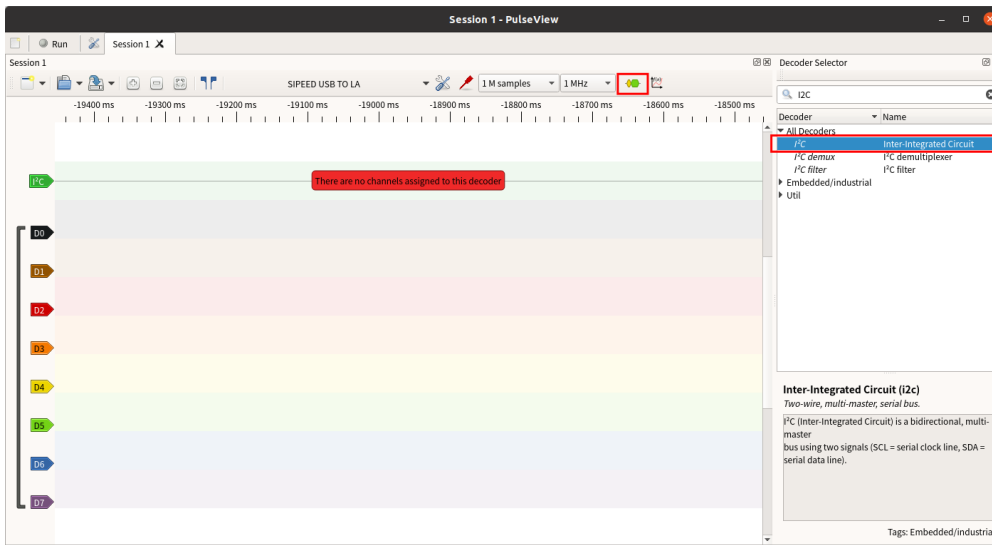 Session 1 - PulseView
Run
Session 1
Session 1
Decoder Selector
SIPEED USB TO LA
1 M samples
1 MHz
I2C
-19400 ms
-19300 ms
-19200 ms
-19100 ms
-19000 ms
-18900 ms
-18800 ms
-18700 ms
-18600 ms
-18500 ms
Decoder
Name
All Decoders
I²C
Inter-Integrated Circuit
I²C demux
I²C demultiplexer
I²C filter
I²C filter
Embedded/industrial
Util
I²C
There are no channels assigned to this decoder
D0
D1
D2
D3
D4
D5
D6
D7
Inter-Integrated Circuit (i2c)
Two-wire, multi-master, serial bus.
I²C (Inter-Integrated Circuit) is a bidirectional, multi-
master
bus using two signals (SCL = serial clock line, SDA =
serial data line).
Tags: Embedded/industria